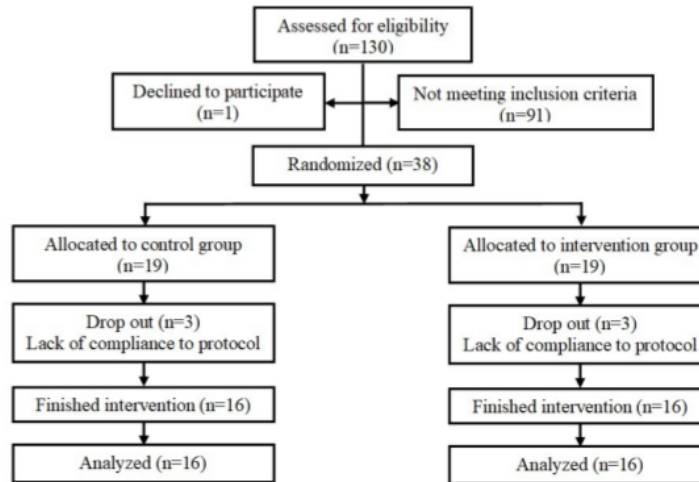 Assessed for eligibility
(n=130)
Declined to participate
(n=1)
Not meeting inclusion criteria
(n=91)
Randomized (n=38)
Allocated to control group
(n=19)
Allocated to intervention group
(n=19)
Drop out (n=3)
Lack of compliance to protocol
Drop out (n=3)
Lack of compliance to protocol
Finished intervention (n=16)
Finished intervention (n=16)
Analyzed (n=16)
Analyzed (n=16)